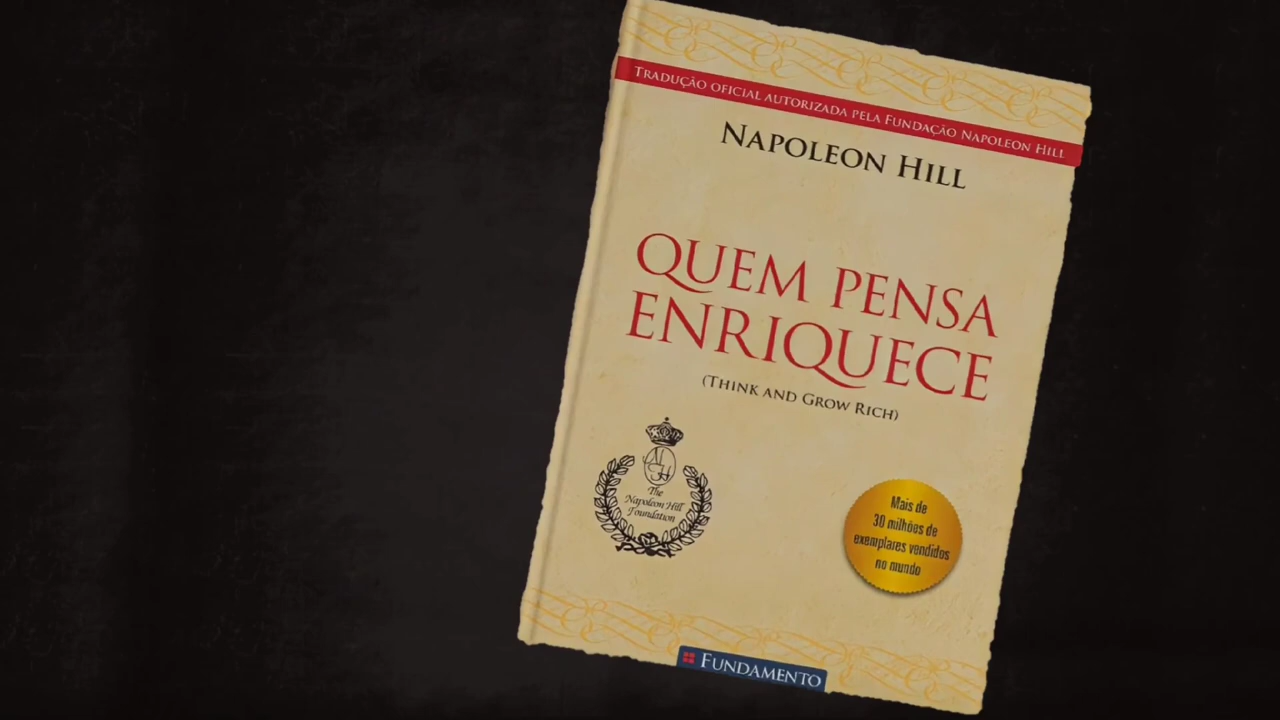 TRADUÇÃO OFICIAL AUTORIZADA PELA FUNDAÇÃO NAPOLEON HILL
NAPOLEON HILL
QUEM PENSA
ENRIQUECE
(THINK AND GROW RICH)
The
Napoleon Hill
Foundation
Mais de
30 milhões de
exemplares vendidos
no mundo
FUNDAMENTO